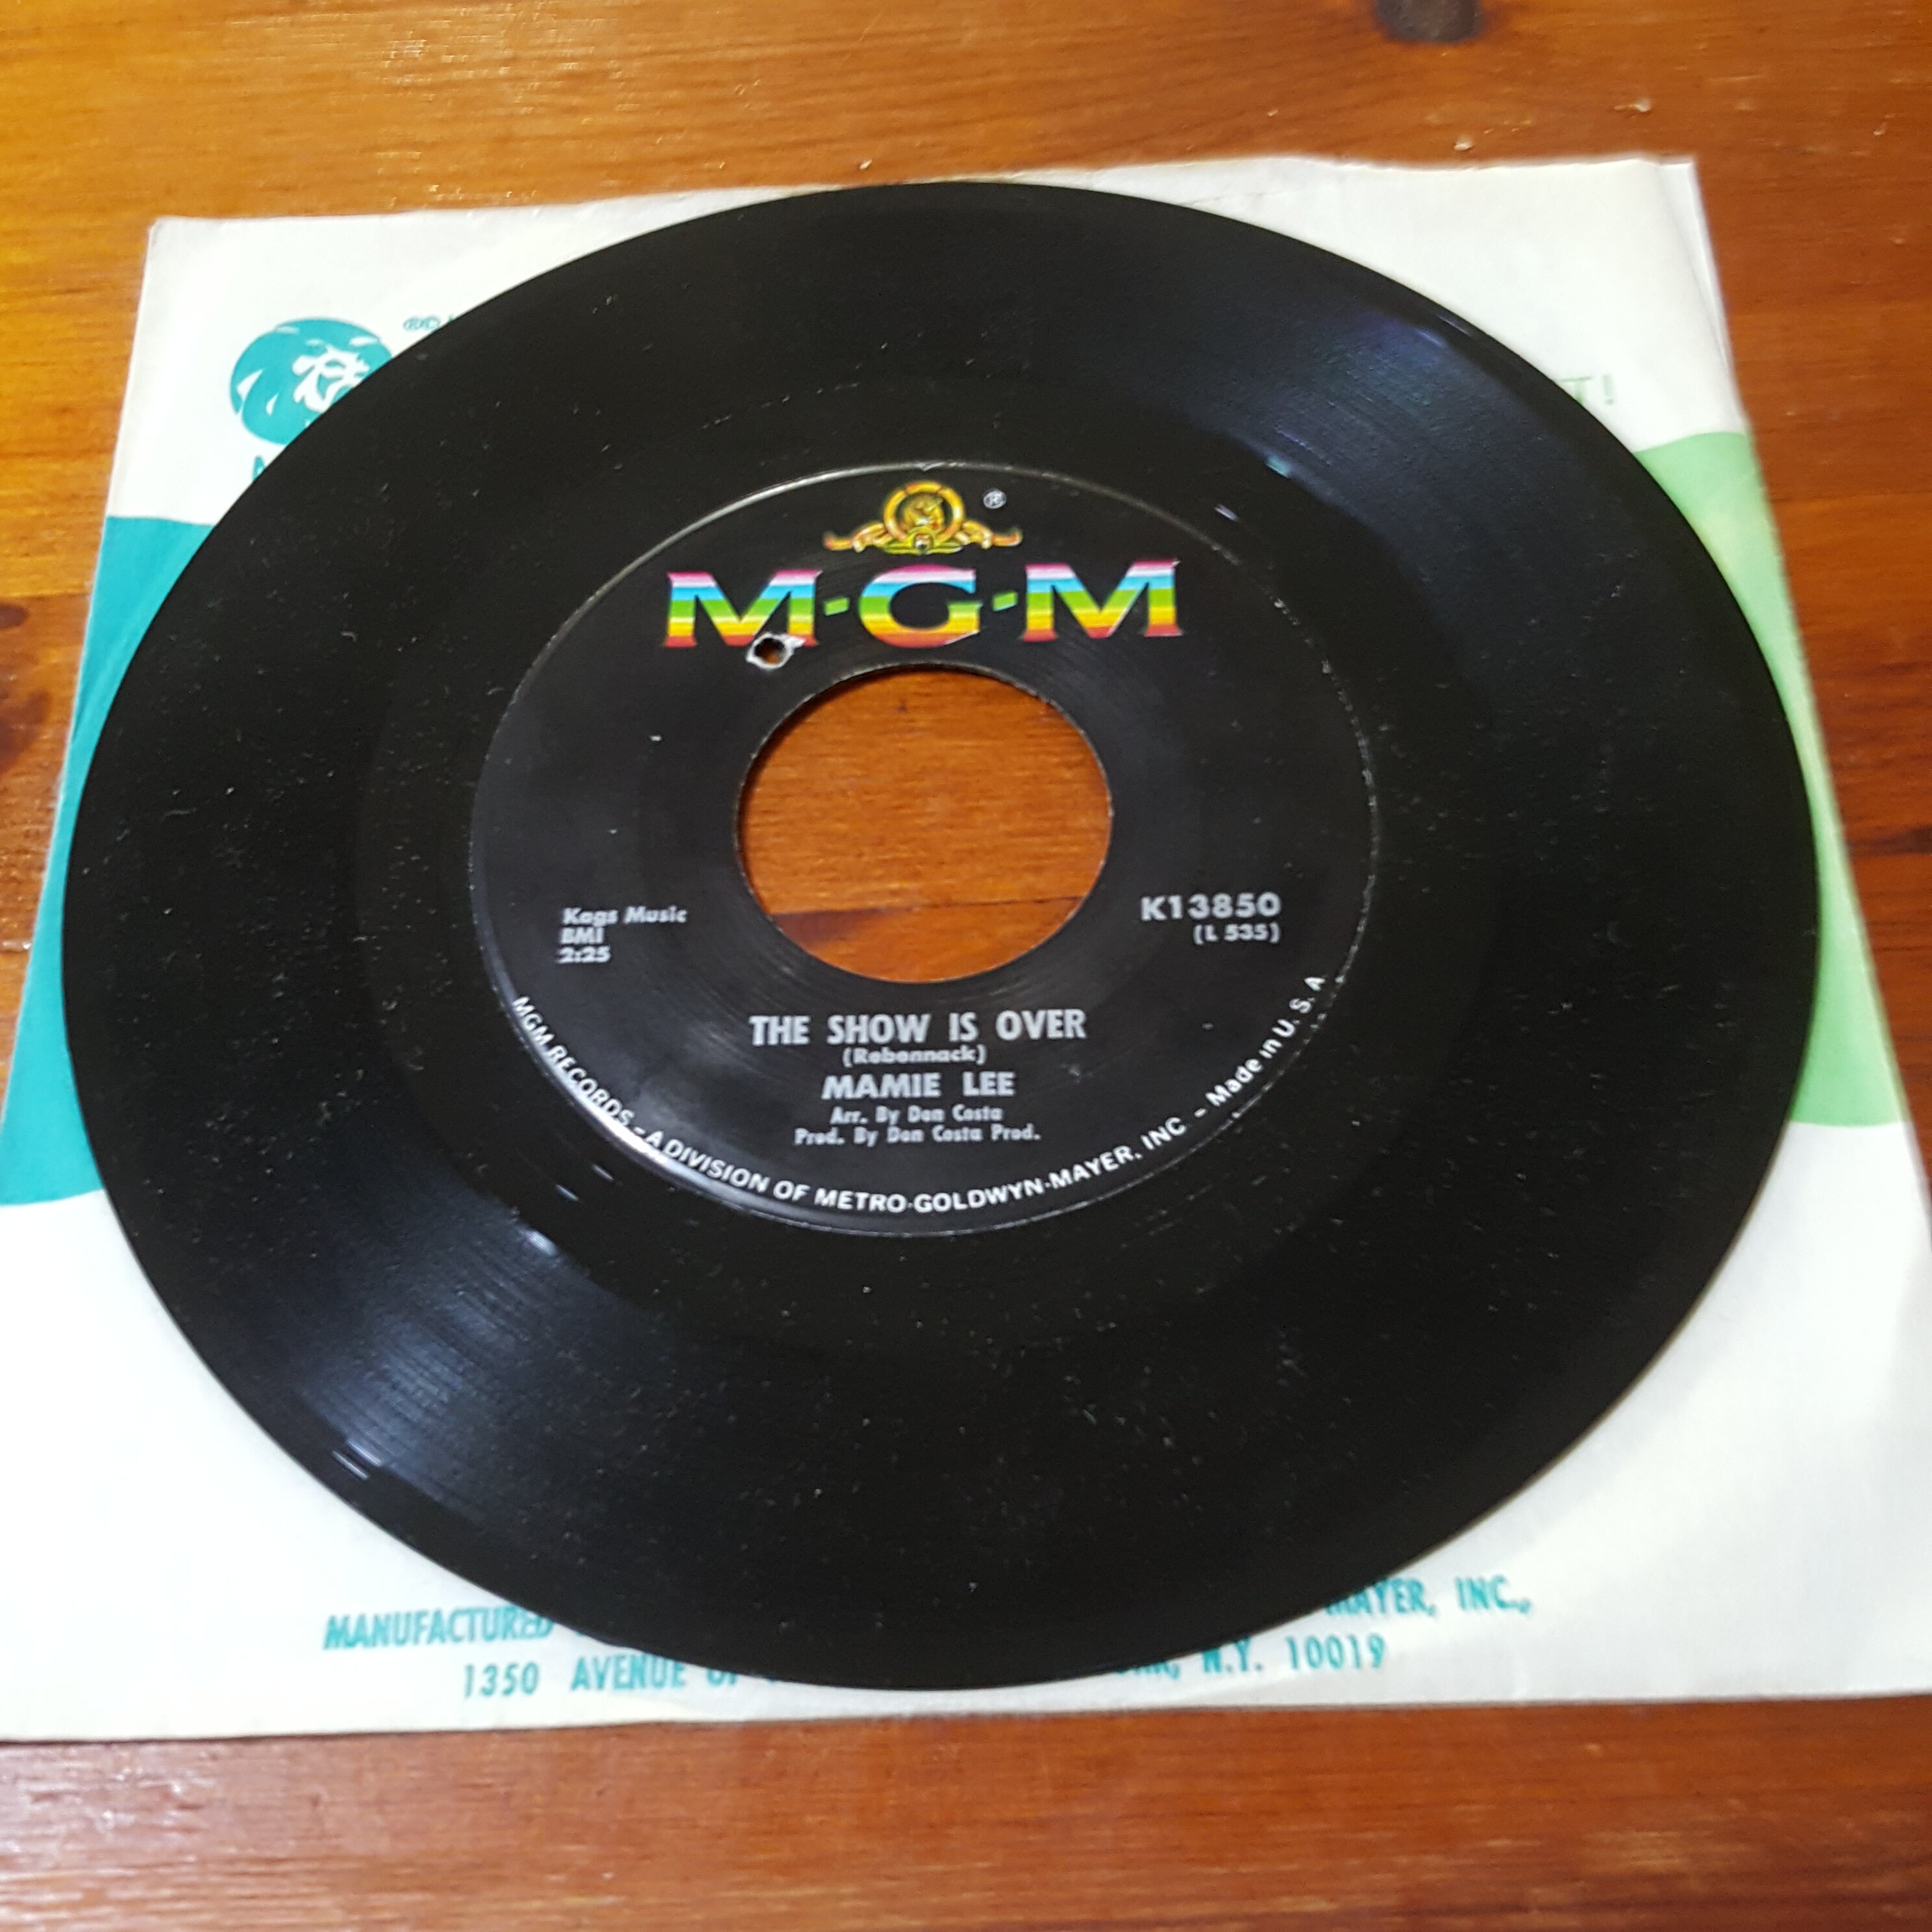 ®
M-G-M
Kags Music
BMI
2:25
K13850
(L 535)
THE SHOW IS OVER
(Rebennack)
MAMIE LEE
Arr. By Don Costa
Prod. By Don Costa Prod.
MGM RECORDS - A DIVISION OF METRO-GOLDWYN-MAYER, INC. - Made in U.S.A
MANUFACTURED MAYER, INC.,
1350 AVENUE N.Y. 10019